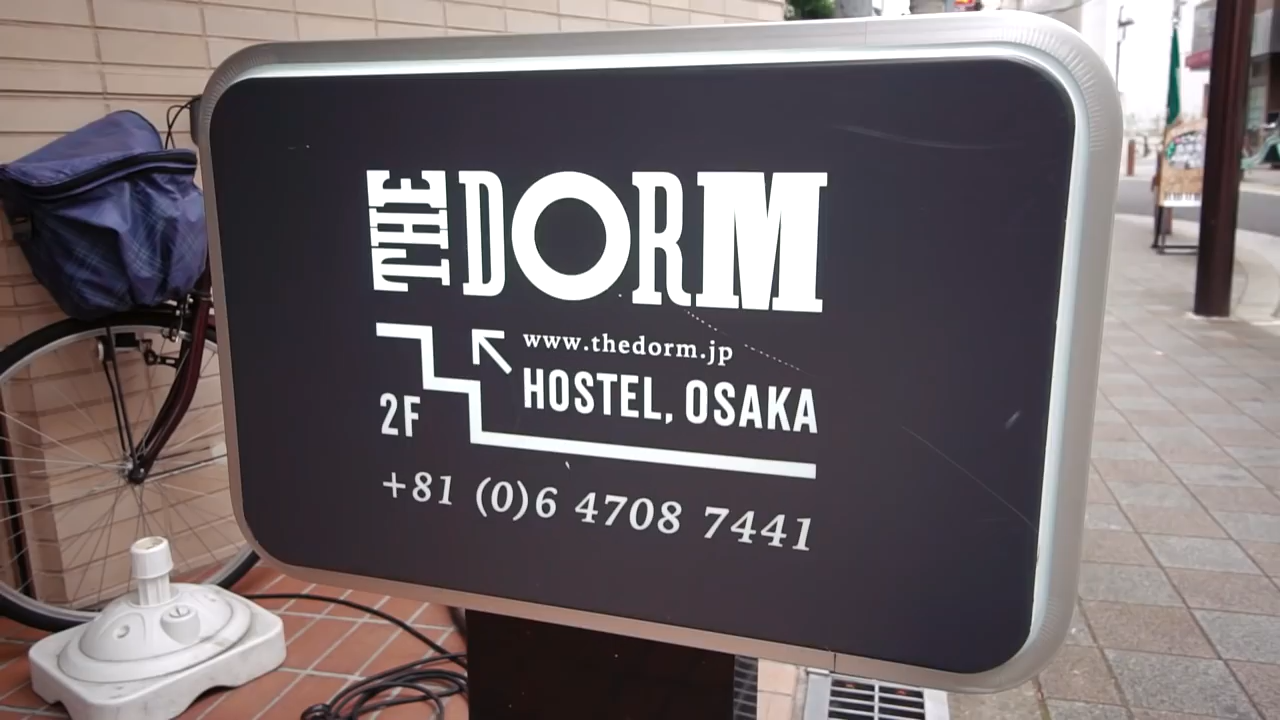 THE DORM
www.thedorm.jp
HOSTEL, OSAKA
2F
+81 (0)6 4708 7441